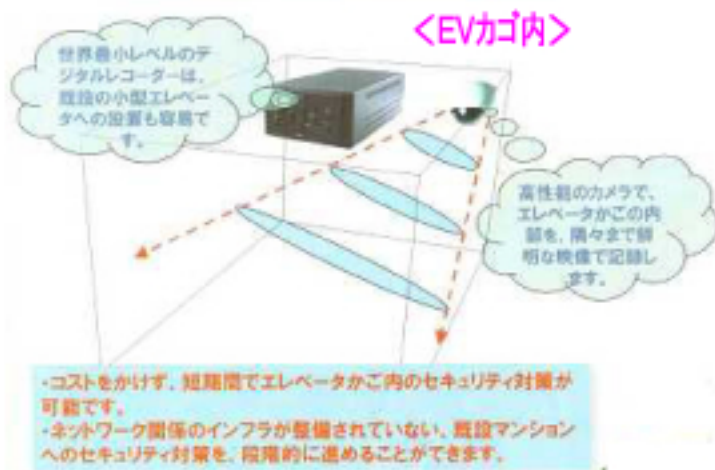 ＜EVカゴ内＞
世界最小レベルのデ
ジタルレコーダーは、
既設の小型エレベー
タへの設置も容易で
す。
高性能のカメラで、
エレベータかごの内
部を、隅々まで鮮
明な映像で記録し
ます。
・コストをかけず、短期間でエレベータかご内のセキュリティ対策が
可能です。
・ネットワーク関係のインフラが整備されていない、既設マンション
へのセキュリティ対策を、段階的に進めることができます。